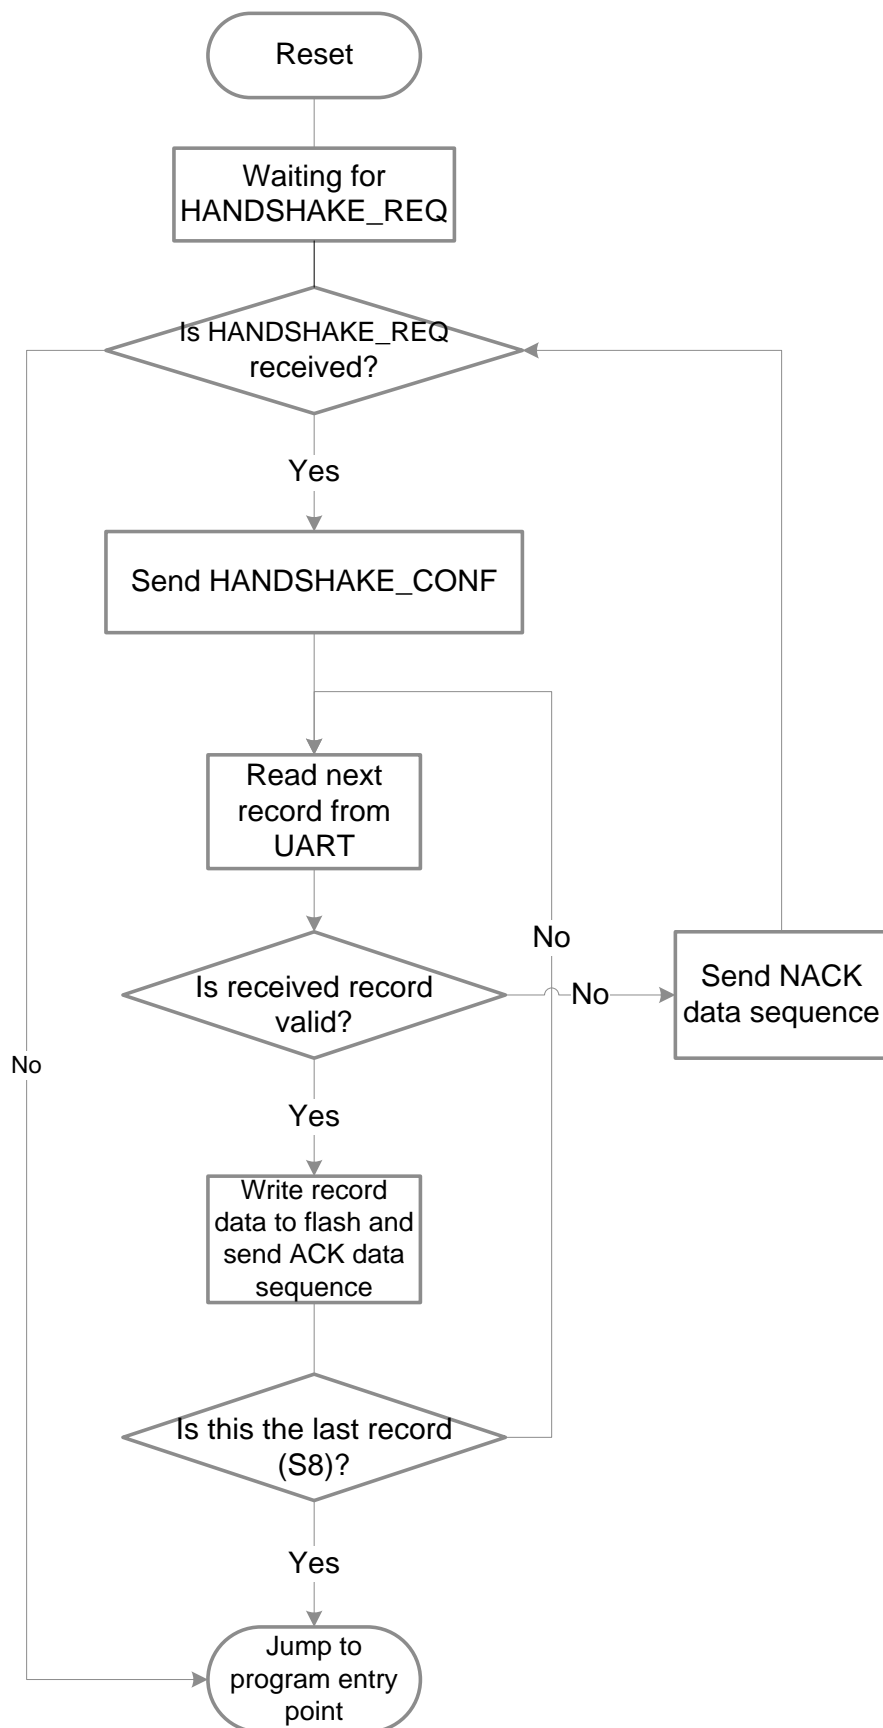 Reset
Waiting for
HANDSHAKE_REQ
Is HANDSHAKE_REQ
received?
Yes
Send HANDSHAKE_CONF
Read next
record from
UART
No
Send NACK
data sequence
Is received record
valid?
No
No
Yes
Write record
data to flash and
send ACK data
sequence
Is this the last record
(S8)?
Yes
Jump to
program entry
point